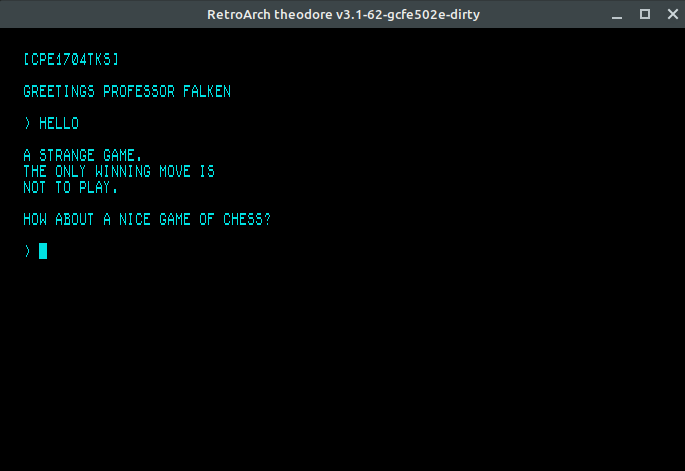 RetroArch theodore v3.1-62-gcfe502e-dirty
[CPE1704TKS]
GREETINGS PROFESSOR FALKEN
> HELLO
A STRANGE GAME.
THE ONLY WINNING MOVE IS
NOT TO PLAY.
HOW ABOUT A NICE GAME OF CHESS?
>